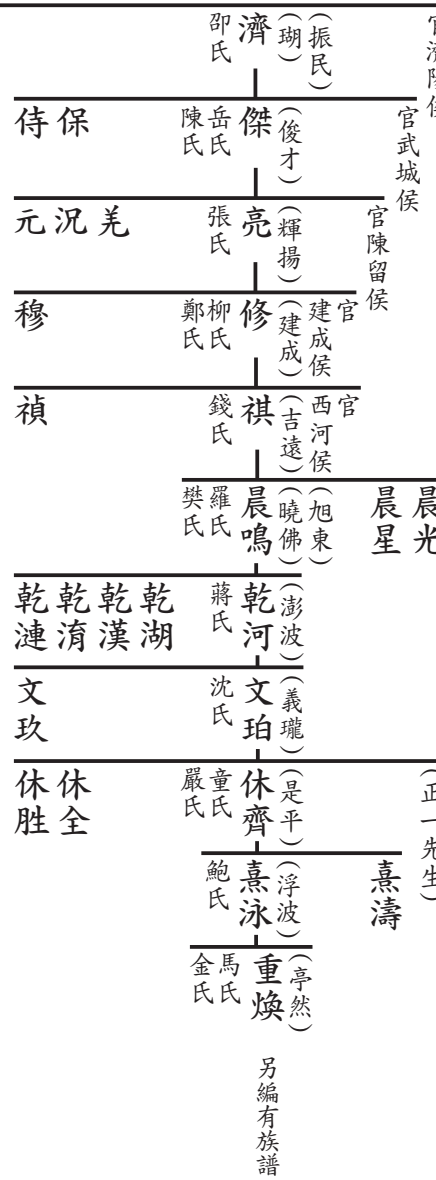 官濟陽侯
（振民）
（瑚）
濟
邵氏
官武城侯
（俊才）
傑
岳氏
陳氏
保
侍
官陳留侯
（輝揚）
亮
張氏
羌
況
元
官
建成侯
（建成）
修
柳氏
鄭氏
穆
官
西河侯
（吉遠）
祺
錢氏
禎
晨光
晨星
（旭東）
（曉佛）
晨鳴
羅氏
樊氏
（澎波）
乾河
蔣氏
乾湖
乾漢
乾淯
乾漣
（義瓏）
文珀
沈氏
文玖
（正一先生）
（是平）
休齊
童氏
嚴氏
休全
休胜
熹濤
（浮波）
熹泳
鮑氏
（亭然）
重煥
馬氏
金氏
另編有族譜